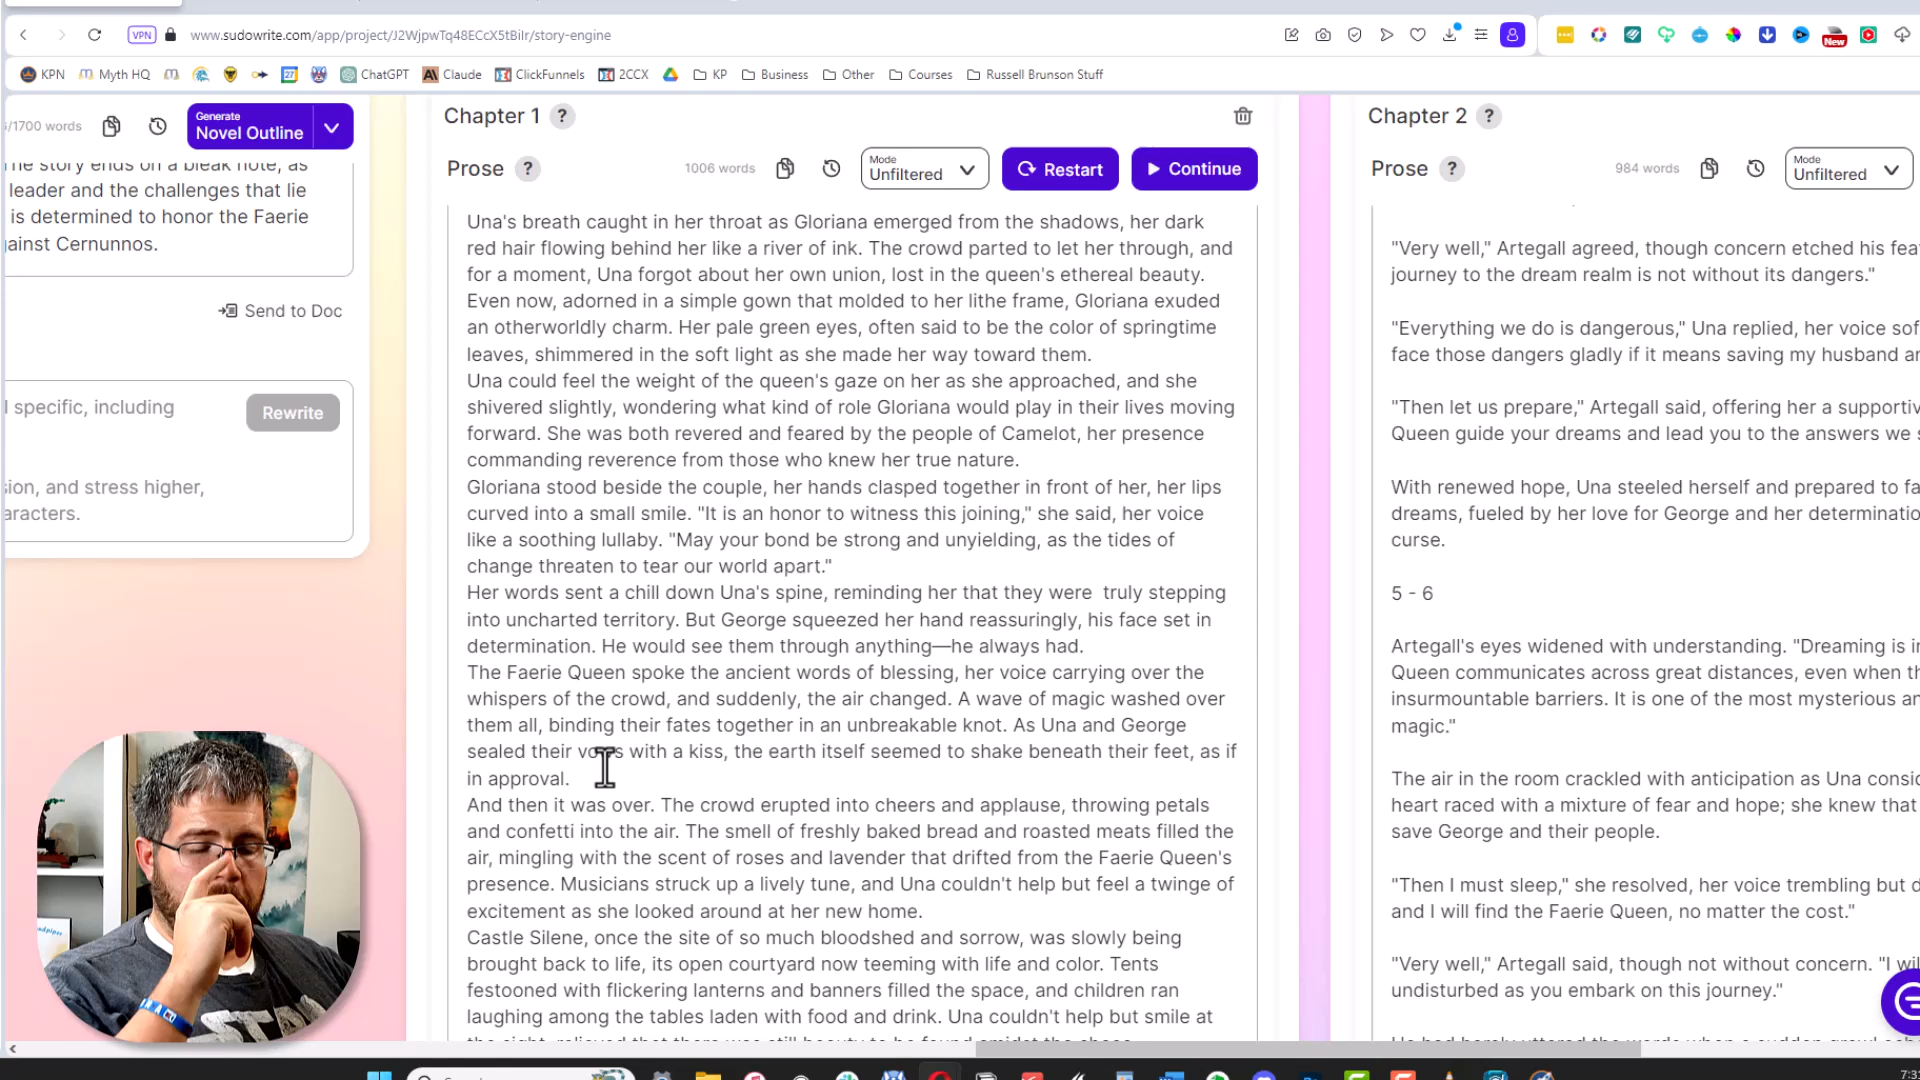 VPN
www.sudowrite.com/app/project/J2WjpwTq48ECcX5tBiIr/story-engine
New
KPN
Myth HQ
27
ChatGPT
Claude
ClickFunnels
2CCX
KP
Business
Other
Courses
Russell Brunson Stuff
/1700 words
Generate
Novel Outline
The story ends on a bleak note, as
leader and the challenges that lie
is determined to honor the Faerie
gainst Cernunnos.
Send to Doc
specific, including
Rewrite
sion, and stress higher,
aracters.
Chapter 1 ?
Prose ?
1006 words
Mode
Unfiltered
Restart
Continue
Una's breath caught in her throat as Gloriana emerged from the shadows, her dark
red hair flowing behind her like a river of ink. The crowd parted to let her through, and
for a moment, Una forgot about her own union, lost in the queen's ethereal beauty.
Even now, adorned in a simple gown that molded to her lithe frame, Gloriana exuded
an otherworldly charm. Her pale green eyes, often said to be the color of springtime
leaves, shimmered in the soft light as she made her way toward them.
Una could feel the weight of the queen's gaze on her as she approached, and she
shivered slightly, wondering what kind of role Gloriana would play in their lives moving
forward. She was both revered and feared by the people of Camelot, her presence
commanding reverence from those who knew her true nature.
Gloriana stood beside the couple, her hands clasped together in front of her, her lips
curved into a small smile. "It is an honor to witness this joining," she said, her voice
like a soothing lullaby. "May your bond be strong and unyielding, as the tides of
change threaten to tear our world apart."
Her words sent a chill down Una's spine, reminding her that they were  truly stepping
into uncharted territory. But George squeezed her hand reassuringly, his face set in
determination. He would see them through anything—he always had.
The Faerie Queen spoke the ancient words of blessing, her voice carrying over the
whispers of the crowd, and suddenly, the air changed. A wave of magic washed over
them all, binding their fates together in an unbreakable knot. As Una and George
sealed their vows with a kiss, the earth itself seemed to shake beneath their feet, as if
in approval.
And then it was over. The crowd erupted into cheers and applause, throwing petals
and confetti into the air. The smell of freshly baked bread and roasted meats filled the
air, mingling with the scent of roses and lavender that drifted from the Faerie Queen's
presence. Musicians struck up a lively tune, and Una couldn't help but feel a twinge of
excitement as she looked around at her new home.
Castle Silene, once the site of so much bloodshed and sorrow, was slowly being
brought back to life, its open courtyard now teeming with life and color. Tents
festooned with flickering lanterns and banners filled the space, and children ran
laughing among the tables laden with food and drink. Una couldn't help but smile at
Chapter 2 ?
Prose ?
984 words
Mode
Unfiltered
"Very well," Artegall agreed, though concern etched his fea
journey to the dream realm is not without its dangers."
"Everything we do is dangerous," Una replied, her voice sof
face those dangers gladly if it means saving my husband an
"Then let us prepare," Artegall said, offering her a supportiv
Queen guide your dreams and lead you to the answers we s
With renewed hope, Una steeled herself and prepared to fa
dreams, fueled by her love for George and her determinatio
curse.
5 - 6
Artegall's eyes widened with understanding. "Dreaming is in
Queen communicates across great distances, even when th
insurmountable barriers. It is one of the most mysterious an
magic."
The air in the room crackled with anticipation as Una consid
heart raced with a mixture of fear and hope; she knew that
save George and their people.
"Then I must sleep," she resolved, her voice trembling but d
and I will find the Faerie Queen, no matter the cost."
"Very well," Artegall said, though not without concern. "I wil
undisturbed as you embark on this journey."